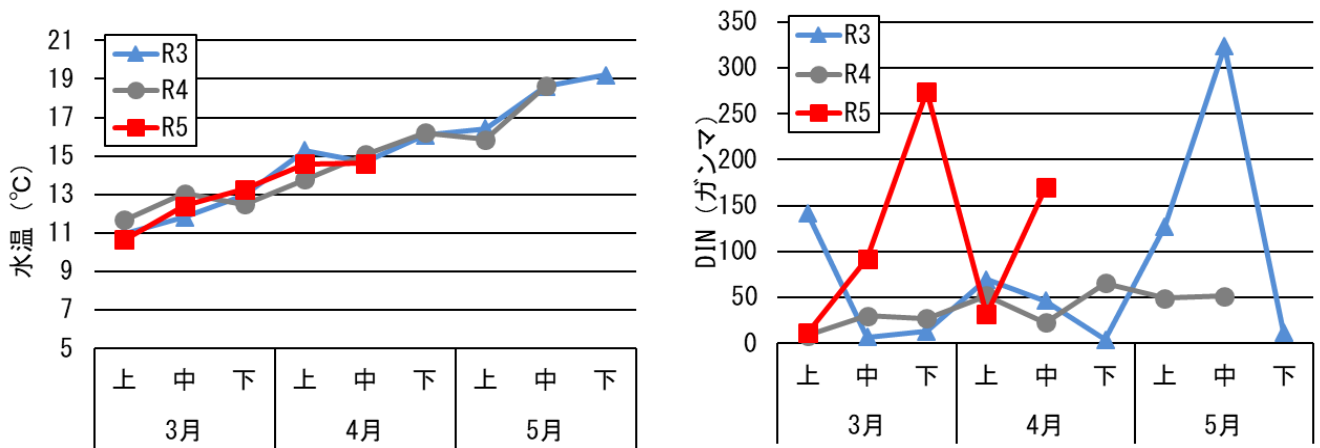 水温（℃）
21
19
17
15
13
11
9
7
5
R3
R4
R5
上 中 下 上 中 下 上 中 下
3月 4月 5月
DIN（ガンマ）
350
300
250
200
150
100
50
0
R3
R4
R5
上 中 下 上 中 下 上 中 下
3月 4月 5月